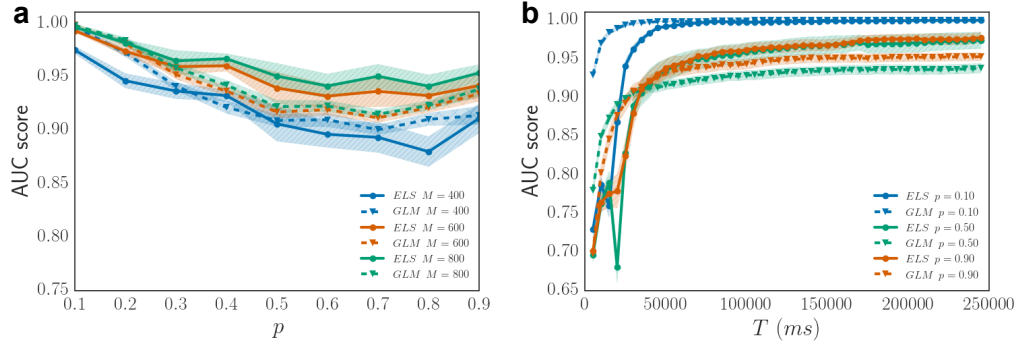 a
AUC score
1.00
0.95
0.90
0.85
0.80
0.75
ELS M = 400
GLM M = 400
ELS M = 600
GLM M = 600
ELS M = 800
GLM M = 800
0.1 0.2 0.3 0.4 0.5 0.6 0.7 0.8 0.9
p
b
AUC score
1.00
0.95
0.90
0.85
0.80
0.75
0.70
0.65
ELS p = 0.10
GLM p = 0.10
ELS p = 0.50
GLM p = 0.50
ELS p = 0.90
GLM p = 0.90
0 50000 100000 150000 200000 250000
T (ms)